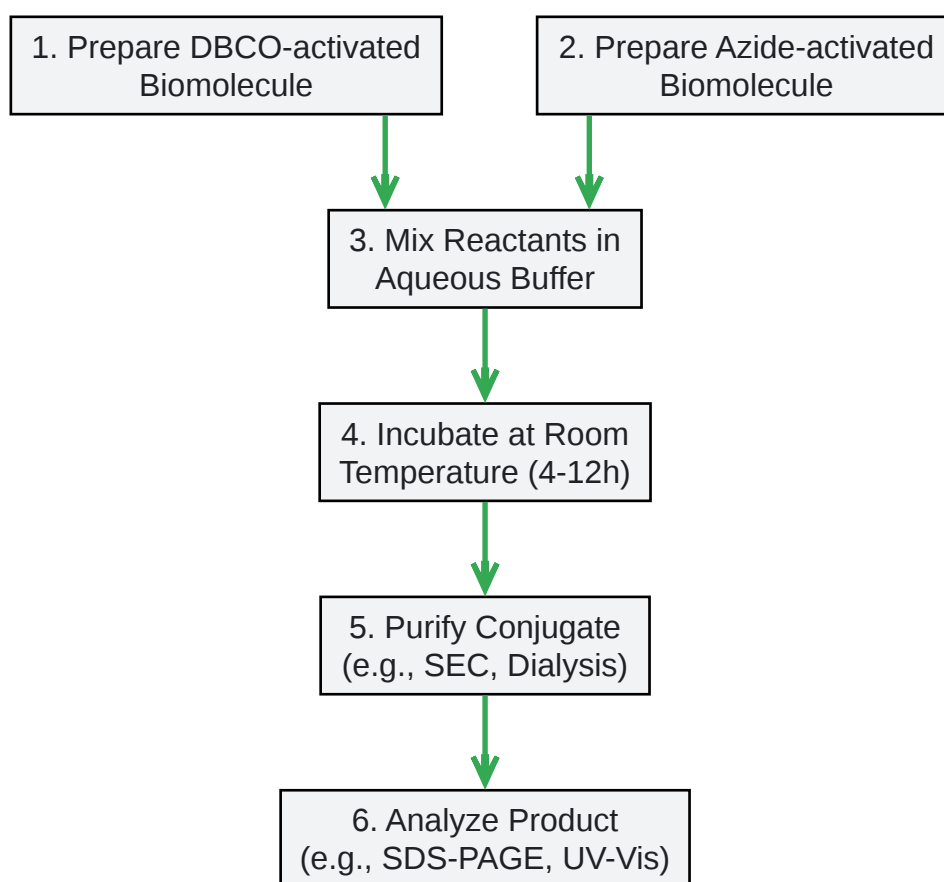 1. Prepare DBCO-activated
Biomolecule
2. Prepare Azide-activated
Biomolecule
3. Mix Reactants in
Aqueous Buffer
4. Incubate at Room
Temperature (4-12h)
5. Purify Conjugate
(e.g., SEC, Dialysis)
6. Analyze Product
(e.g., SDS-PAGE, UV-Vis)